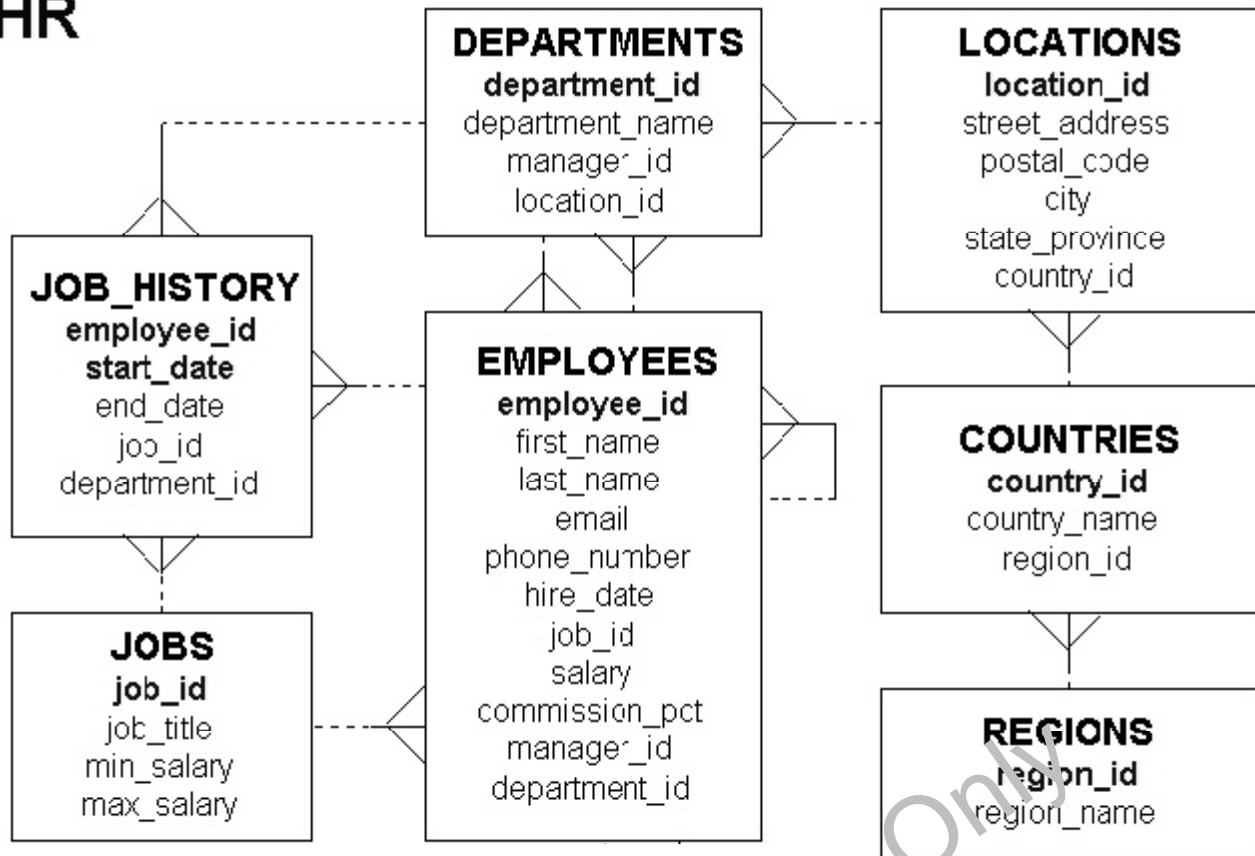 HR
DEPARTMENTS
department_id
department_name
manager_id
location_id
LOCATIONS
location_id
street_address
postal_code
city
state_province
country_id
JOB_HISTORY
employee_id
start_date
end_date
job_id
department_id
EMPLOYEES
employee_id
first_name
last_name
email
phone_number
hire_date
job_id
salary
commission_pct
manager_id
department_id
COUNTRIES
country_id
country_name
region_id
JOBS
job_id
job_title
min_salary
max_salary
REGIONS
region_id
region_name
Only